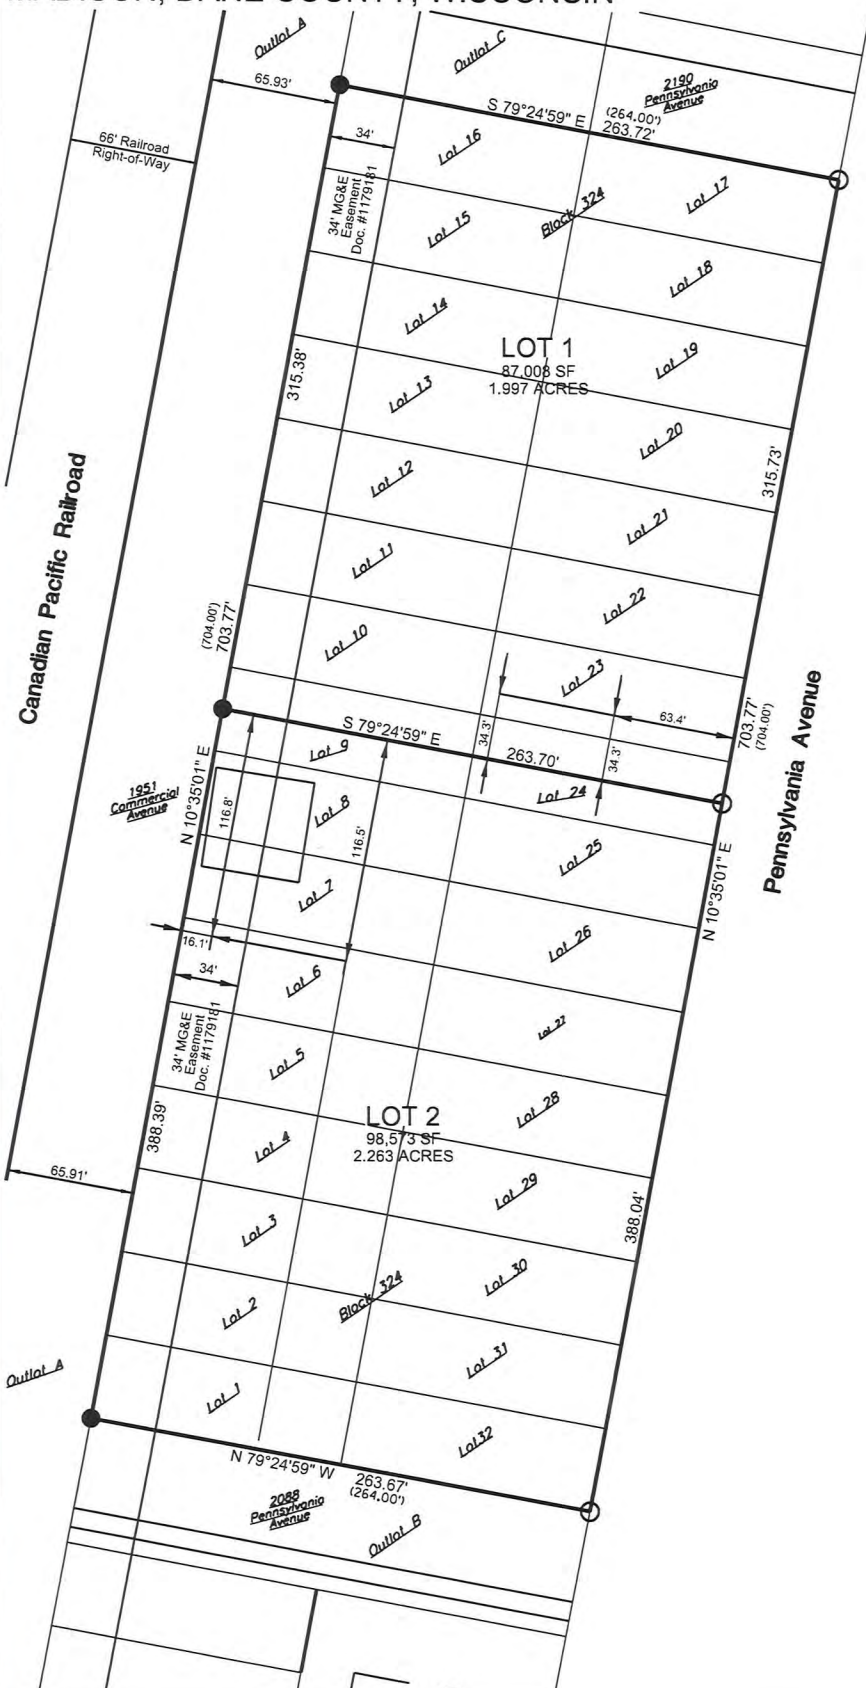 Outlot A
Outlot C
65.93'
2190
Pennsylvania
Avenue
S 79°24'59" E
(264.00')
263.72'
66' Railroad
Right-of-Way
34'
Lot 16
34' MG&E
Easement
Doc. #1179181
Lot 17
Block 324
Lot 15
Lot 18
Lot 14
LOT 1
87,008 SF
1.997 ACRES
Lot 19
315.38'
Lot 13
Lot 20
315.73'
Lot 12
Canadian Pacific Railroad
Lot 21
Lot 11
Lot 22
(704.00')
703.77'
Lot 10
Lot 23
63.4'
703.77'
(704.00')
Pennsylvania Avenue
S 79°24'59" E
34.3'
263.70'
34.3'
N 10°35'01" E
Lot 9
Lot 24
1951
Commercial
Avenue
116.8'
Lot 8
116.5'
Lot 25
N 10°35'01" E
Lot 7
16.1'
Lot 26
34'
Lot 6
34' MG&E
Easement
Doc. #1179181
Lot 27
Lot 5
Lot 28
LOT 2
98,573 SF
2.263 ACRES
388.39'
Lot 4
65.91'
Lot 29
388.04'
Lot 3
Lot 30
Block 324
Lot 2
Lot 31
Outlot A
Lot 1
Lot32
N 79°24'59" W
263.67'
(264.00')
2088
Pennsylvania
Avenue
Outlot B